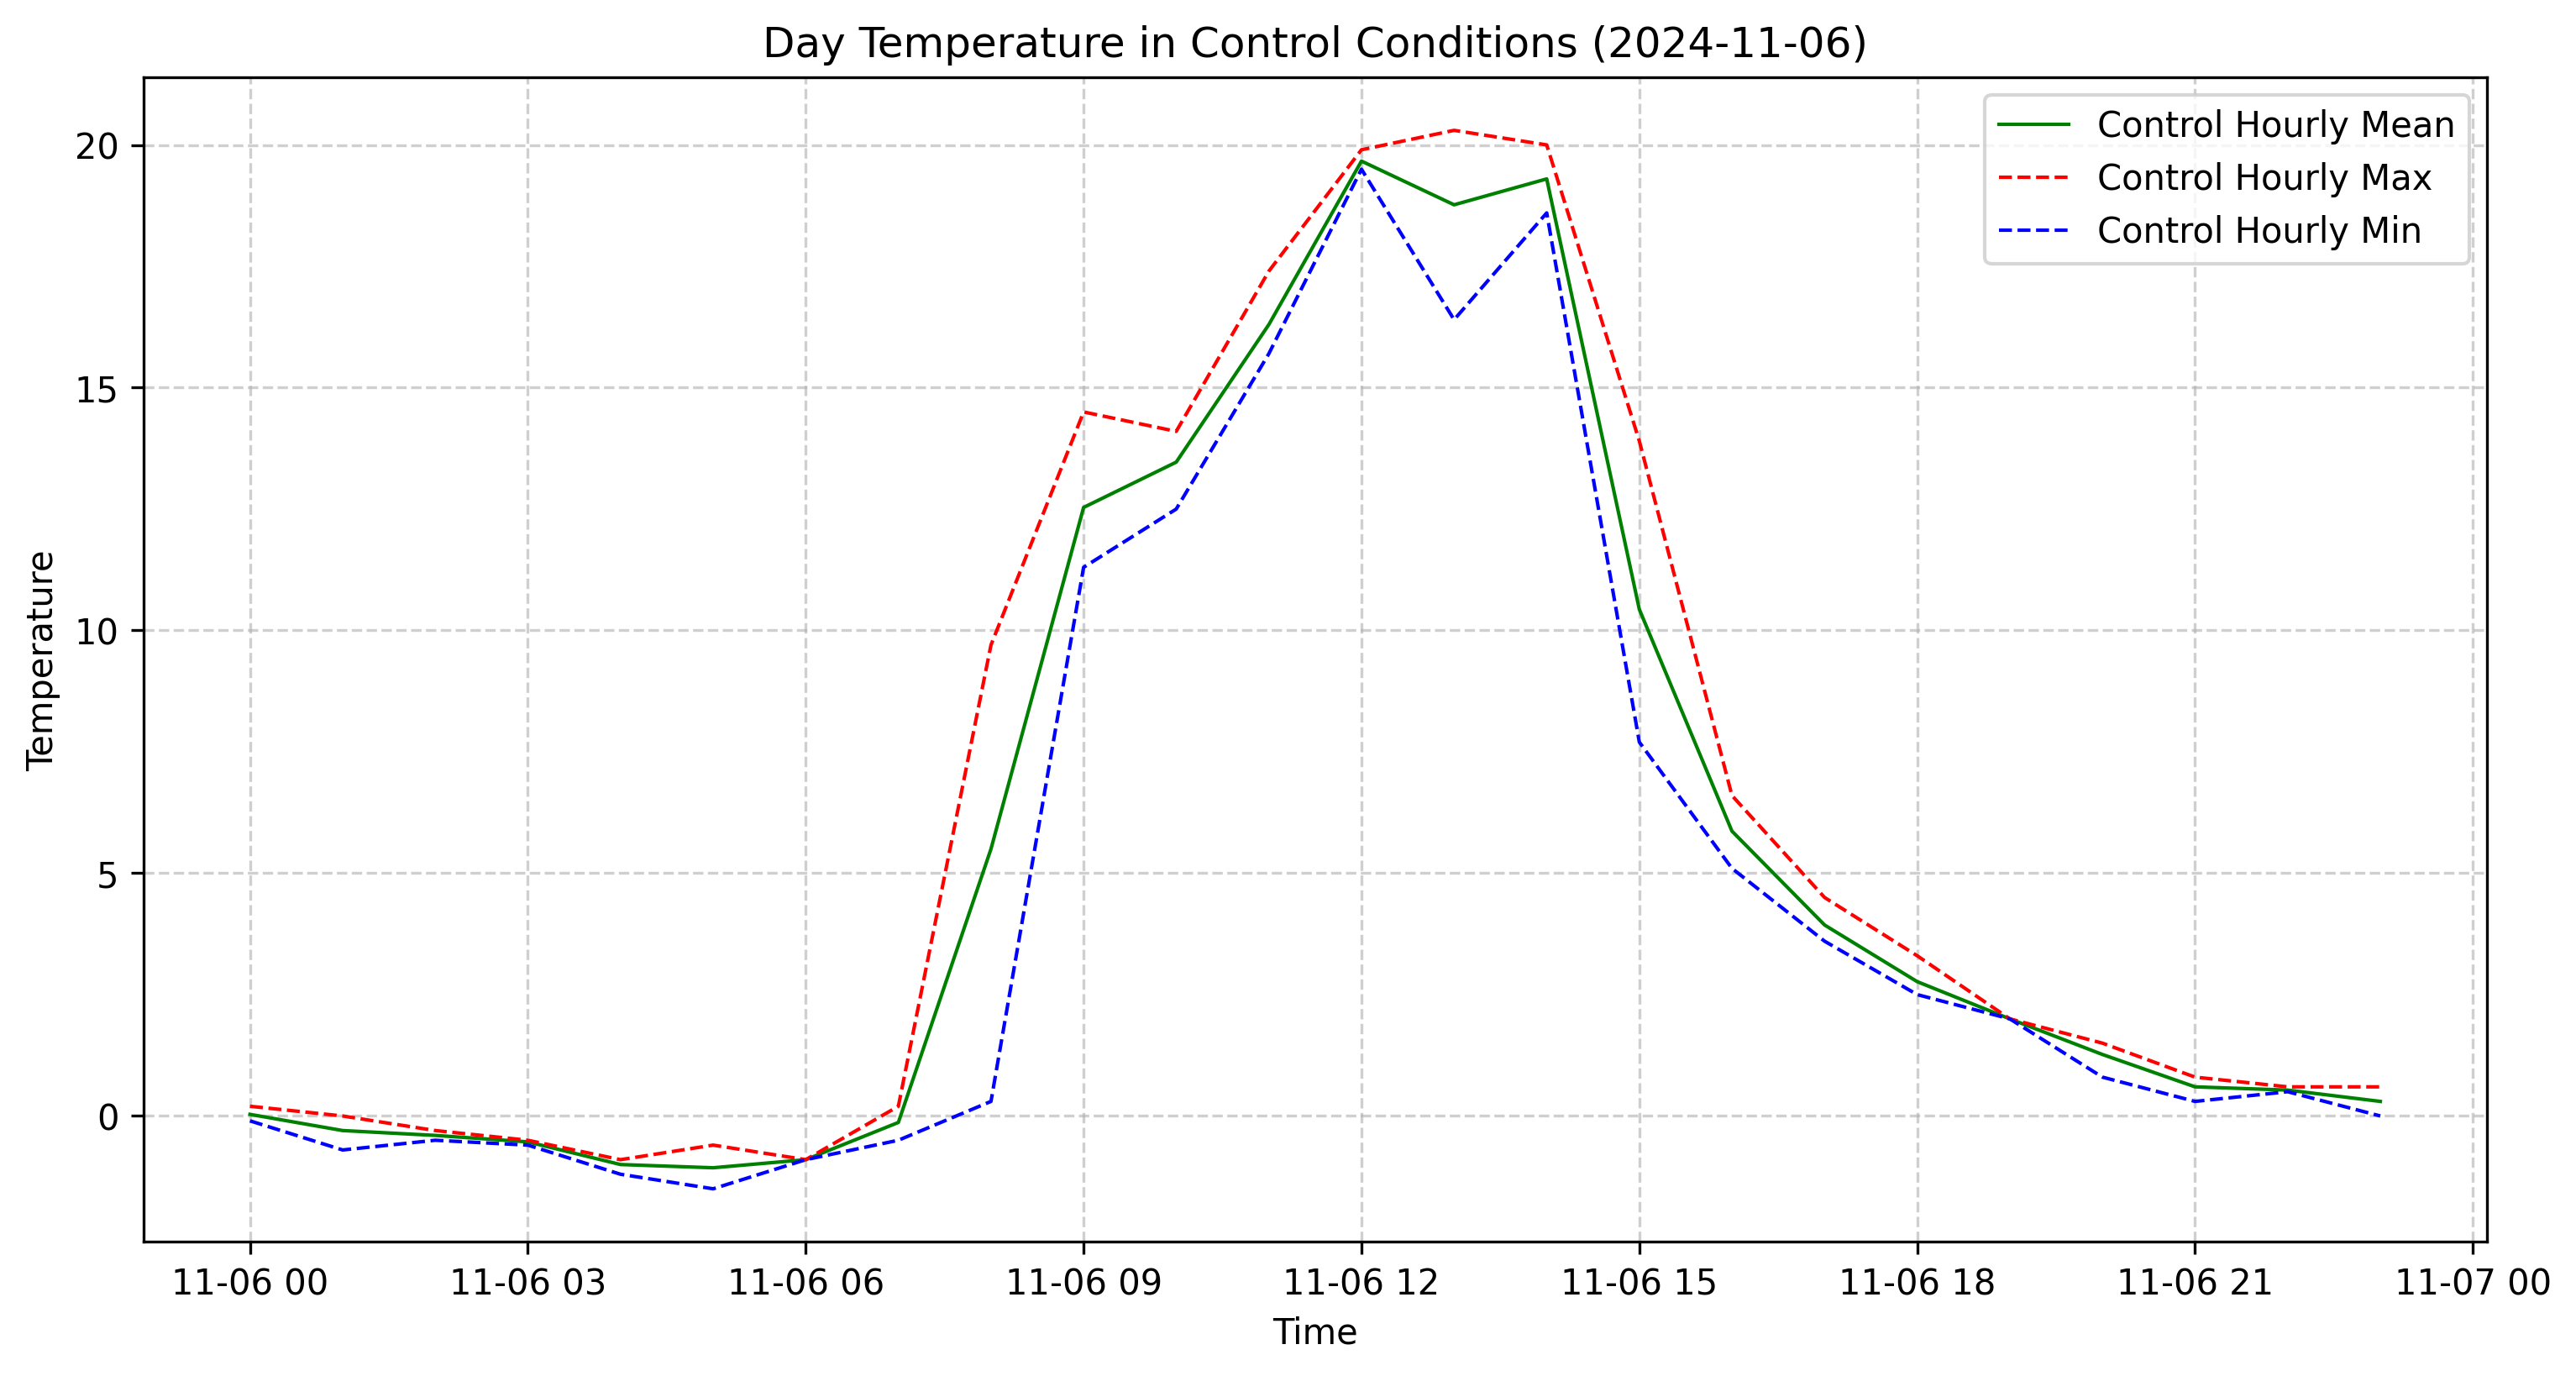 Day Temperature in Control Conditions (2024-11-06)
Control Hourly Mean
Control Hourly Max
Control Hourly Min
20
15
10
5
0
Temperature
11-06 00 11-06 03 11-06 06 11-06 09 11-06 12 11-06 15 11-06 18 11-06 21 11-07 00
Time